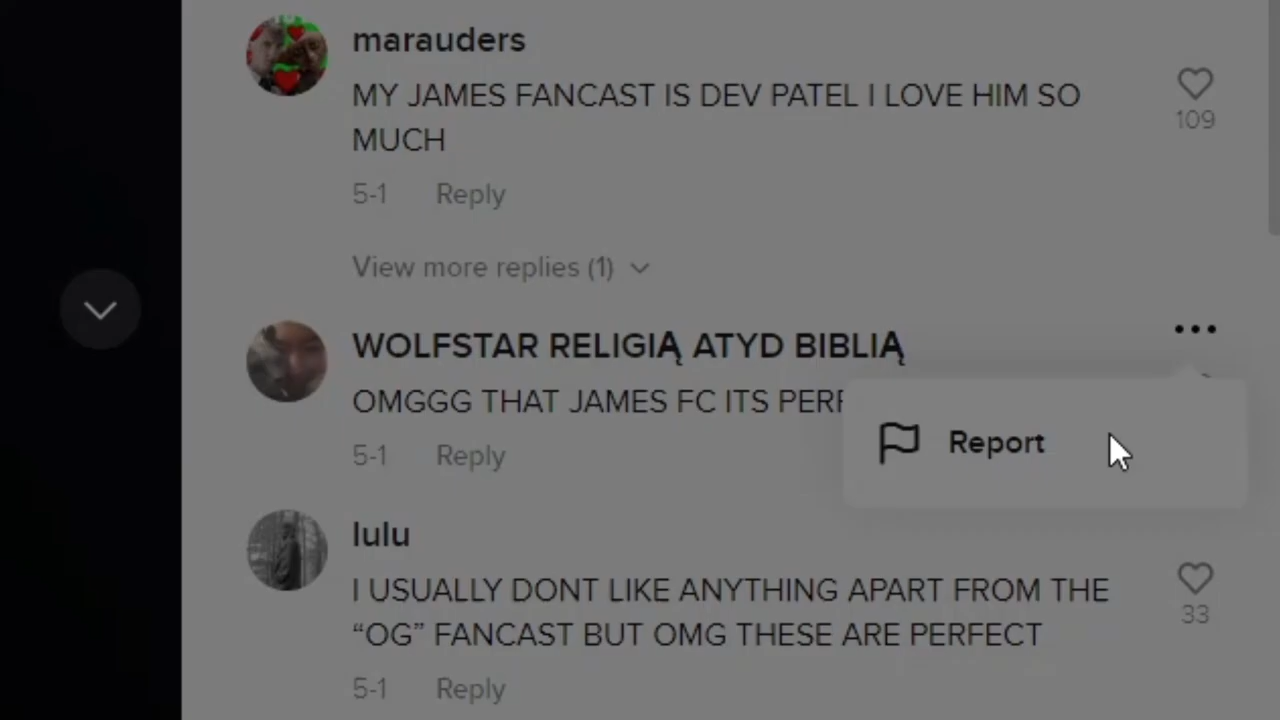 marauders
MY JAMES FANCAST IS DEV PATEL I LOVE HIM SO
MUCH
109
5-1 Reply
View more replies (1)
WOLFSTAR RELIGIĄ ATYD BIBLIĄ
OMGGG THAT JAMES FC ITS
5-1 Reply
Report
lulu
I USUALLY DONT LIKE ANYTHING APART FROM THE
“OG” FANCAST BUT OMG THESE ARE PERFECT
33
5-1 Reply